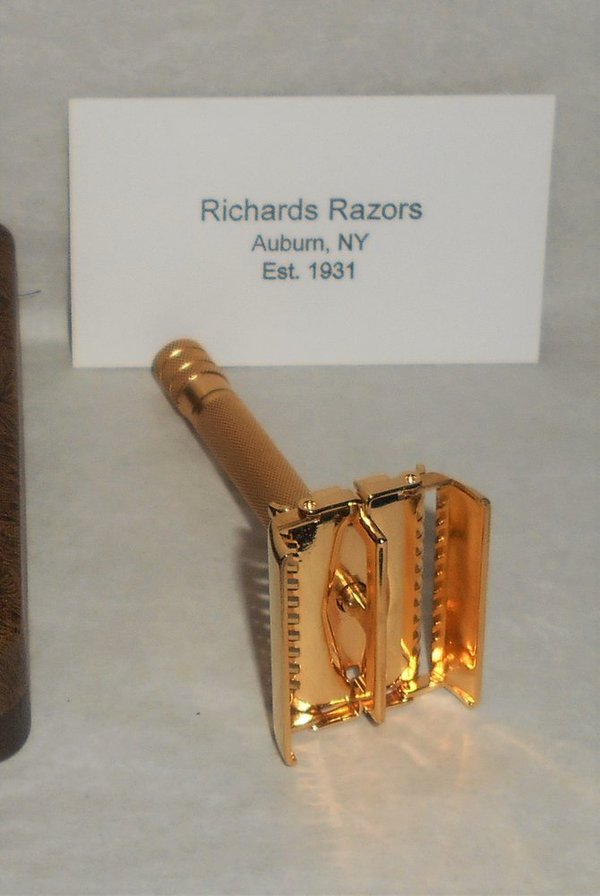 Richards Razors
Auburn, NY
Est. 1931